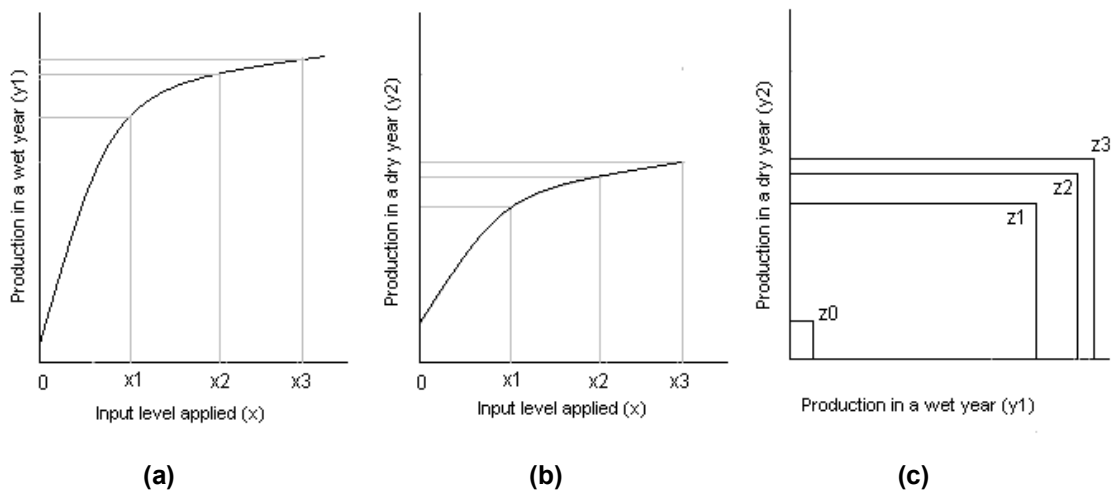 Production in a wet year (y1)
0
x1
x2
x3
Input level applied (x)
(a)
Production in a dry year (y2)
0
x1
x2
x3
Input level applied (x)
(b)
Production in a dry year (y2)
z3
z2
z1
z0
Production in a wet year (y1)
(c)